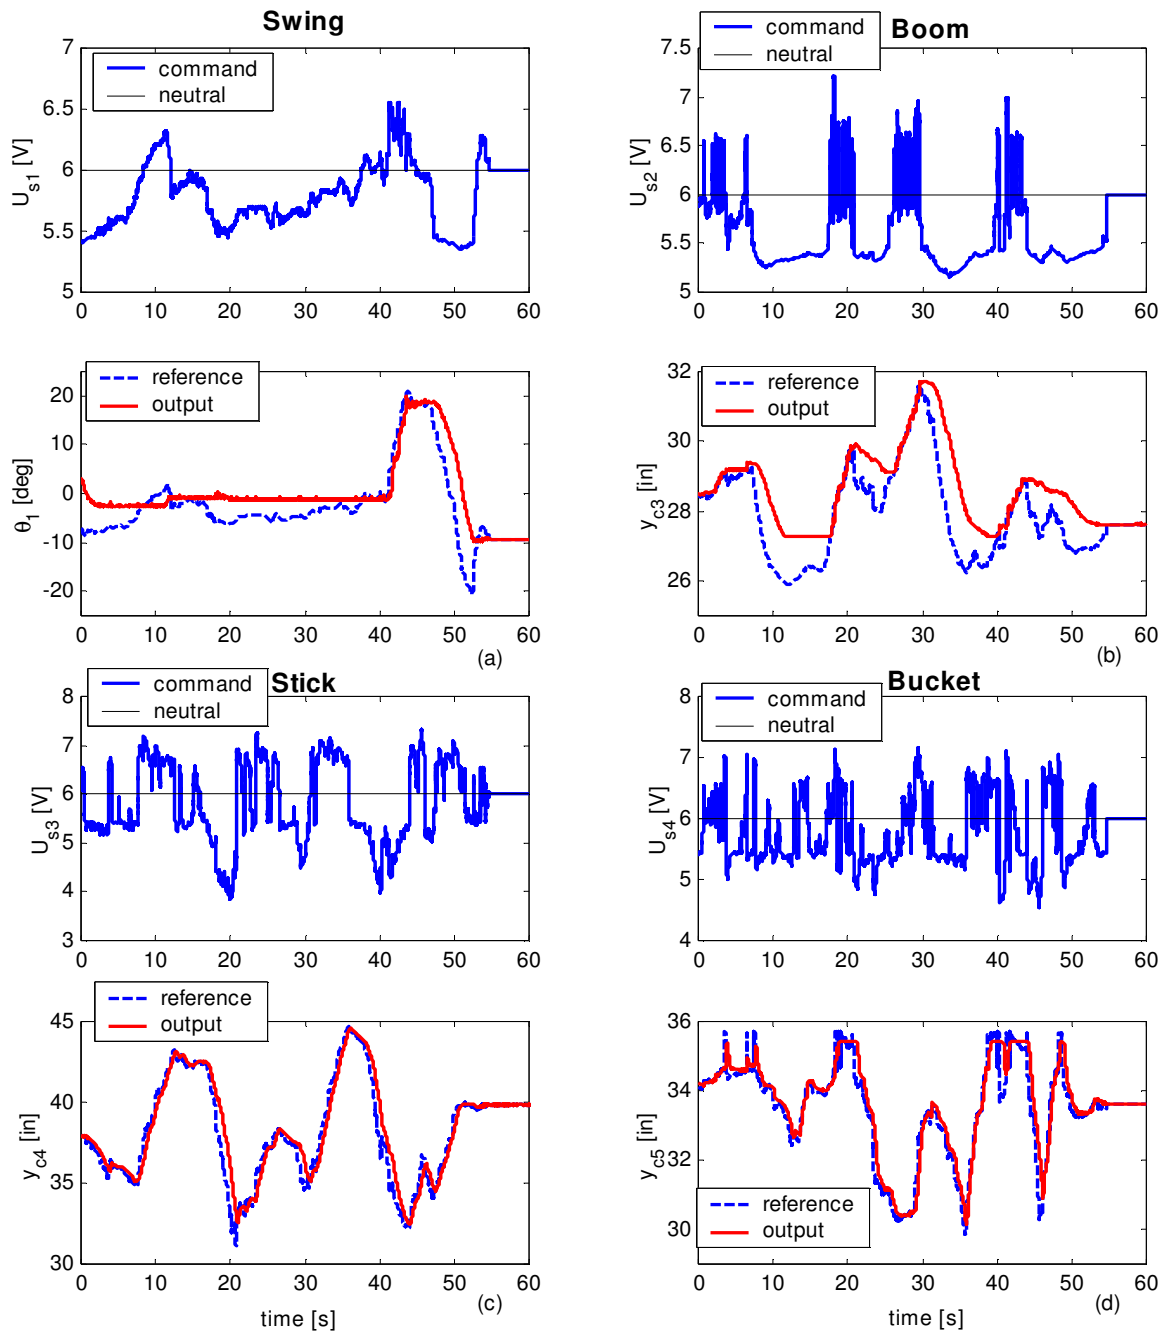 Swing
7
6.5
6
5.5
5
U_s1 [V]
command
neutral
0 10 20 30 40 50 60
20
10
0
-10
-20
θ_1 [deg]
reference
output
0 10 20 30 40 50 60
(a)
Boom
7.5
7
6.5
6
5.5
5
U_s2 [V]
command
neutral
0 10 20 30 40 50 60
32
30
28
26
y_c3 [in]
reference
output
0 10 20 30 40 50 60
(b)
Stick
8
7
6
5
4
3
U_s3 [V]
command
neutral
0 10 20 30 40 50 60
45
40
35
30
y_c4 [in]
reference
output
0 10 20 30 40 50 60
time [s]
(c)
Bucket
8
7
6
5
4
U_s4 [V]
command
neutral
0 10 20 30 40 50 60
36
34
32
30
y_c5 [in]
reference
output
0 10 20 30 40 50 60
time [s]
(d)